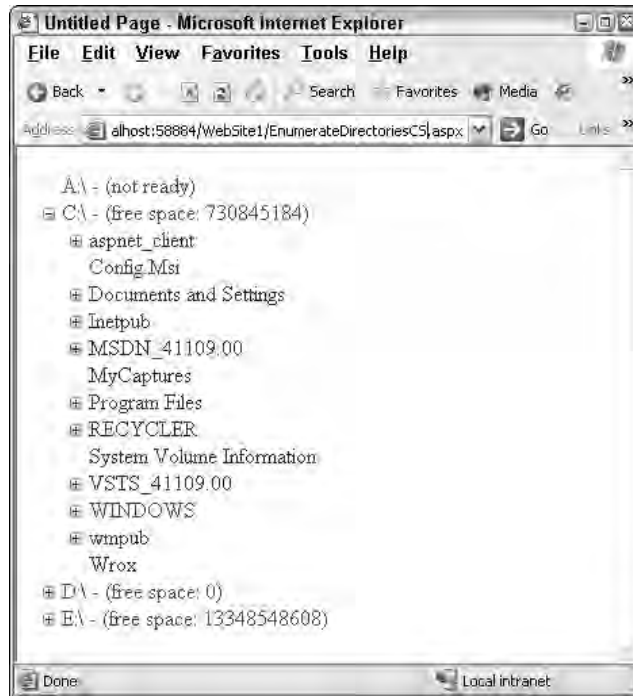 Untitled Page - Microsoft Internet Explorer
File Edit View Favorites Tools Help
Back Search Favorites Media
Address alhost:58884/WebSite1/EnumerateDirectoriesCS.aspx Go Links
A:\ - (not ready)
C:\ - (free space: 730845184)
aspnet_client
Config.Msi
Documents and Settings
Inetpub
MSDN_41109.00
MyCaptures
Program Files
RECYCLER
System Volume Information
VSTS_41109.00
WINDOWS
wmpub
Wrox
D:\ - (free space: 0)
E:\ - (free space: 13348548608)
Done Local intranet